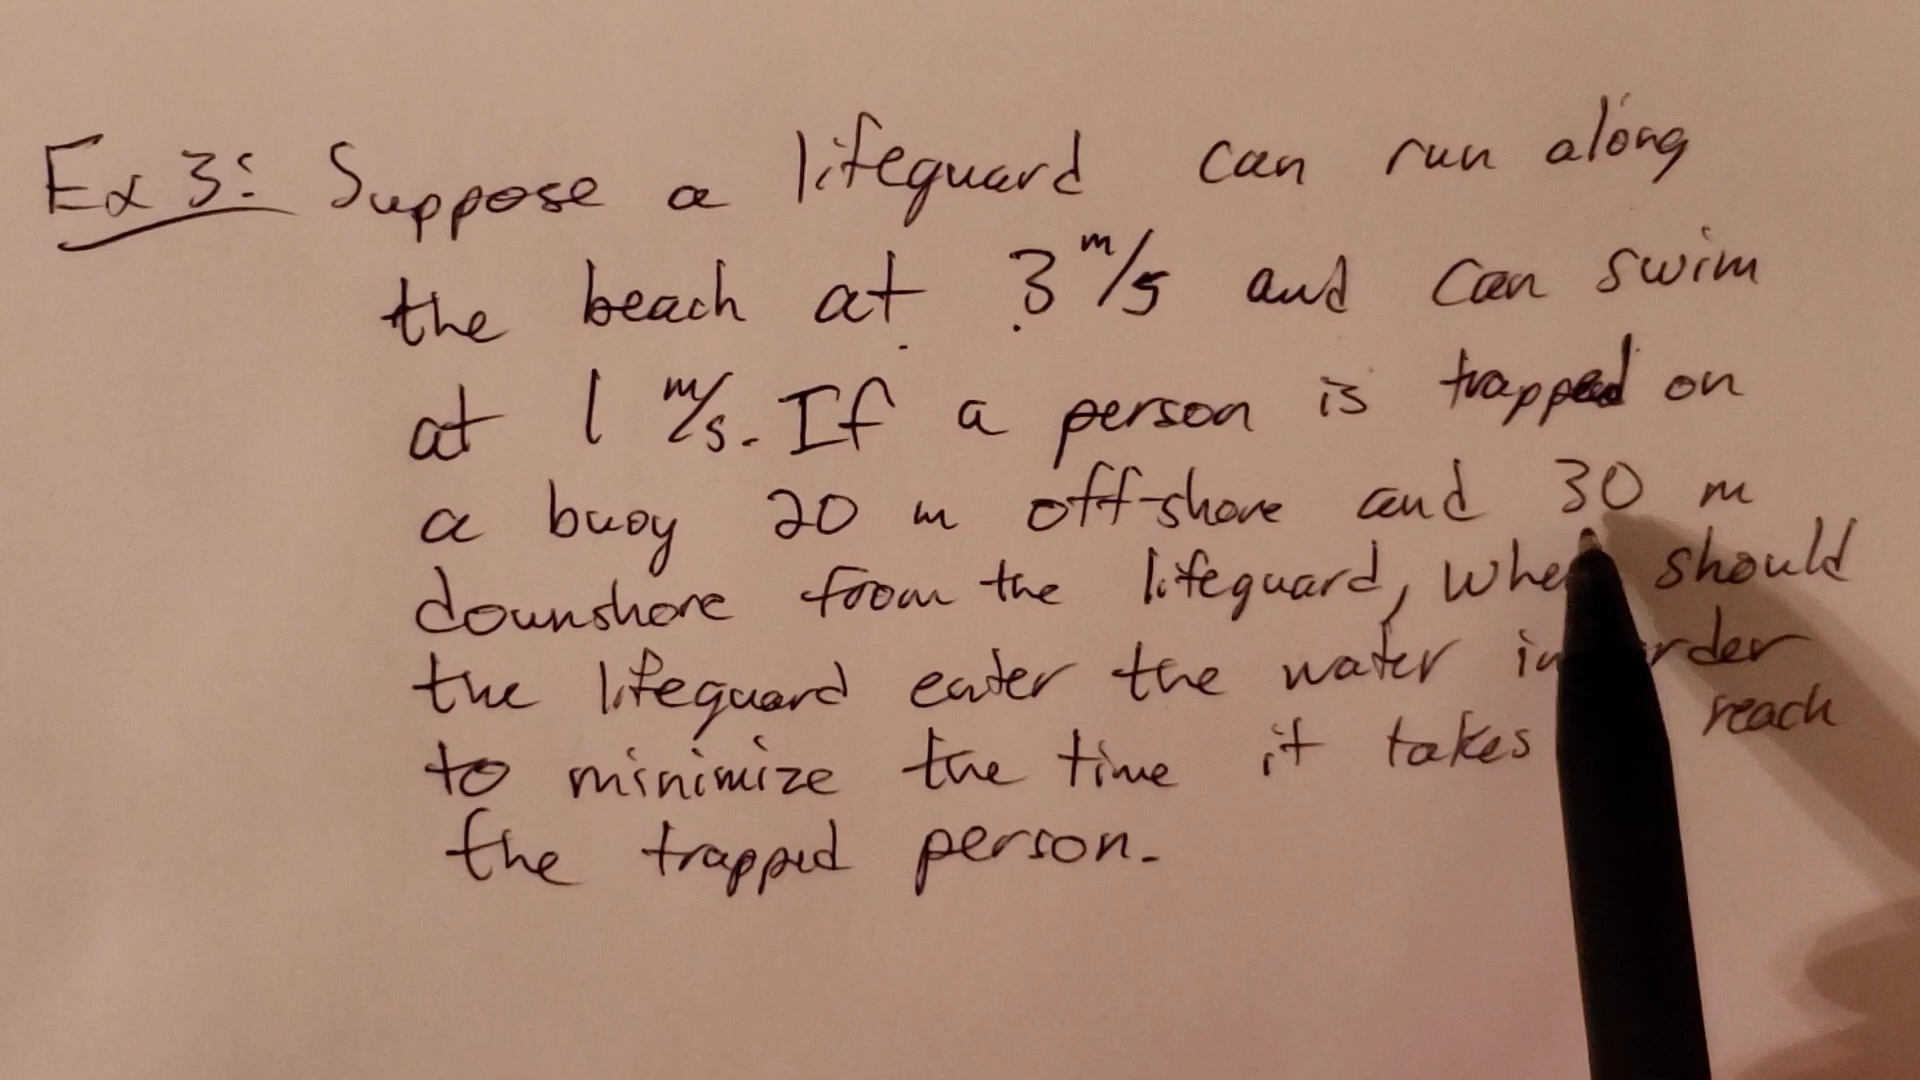 Ex 3: Suppose a lifeguard can run along
the beach at 3 m/s and can swim
at 1 m/s. If a person is trapped on
a buoy 20 m off-shore and 30 m
downshore from the lifeguard, should
the lifeguard enter the water in order
to minimize the time it takes reach
the trapped person.